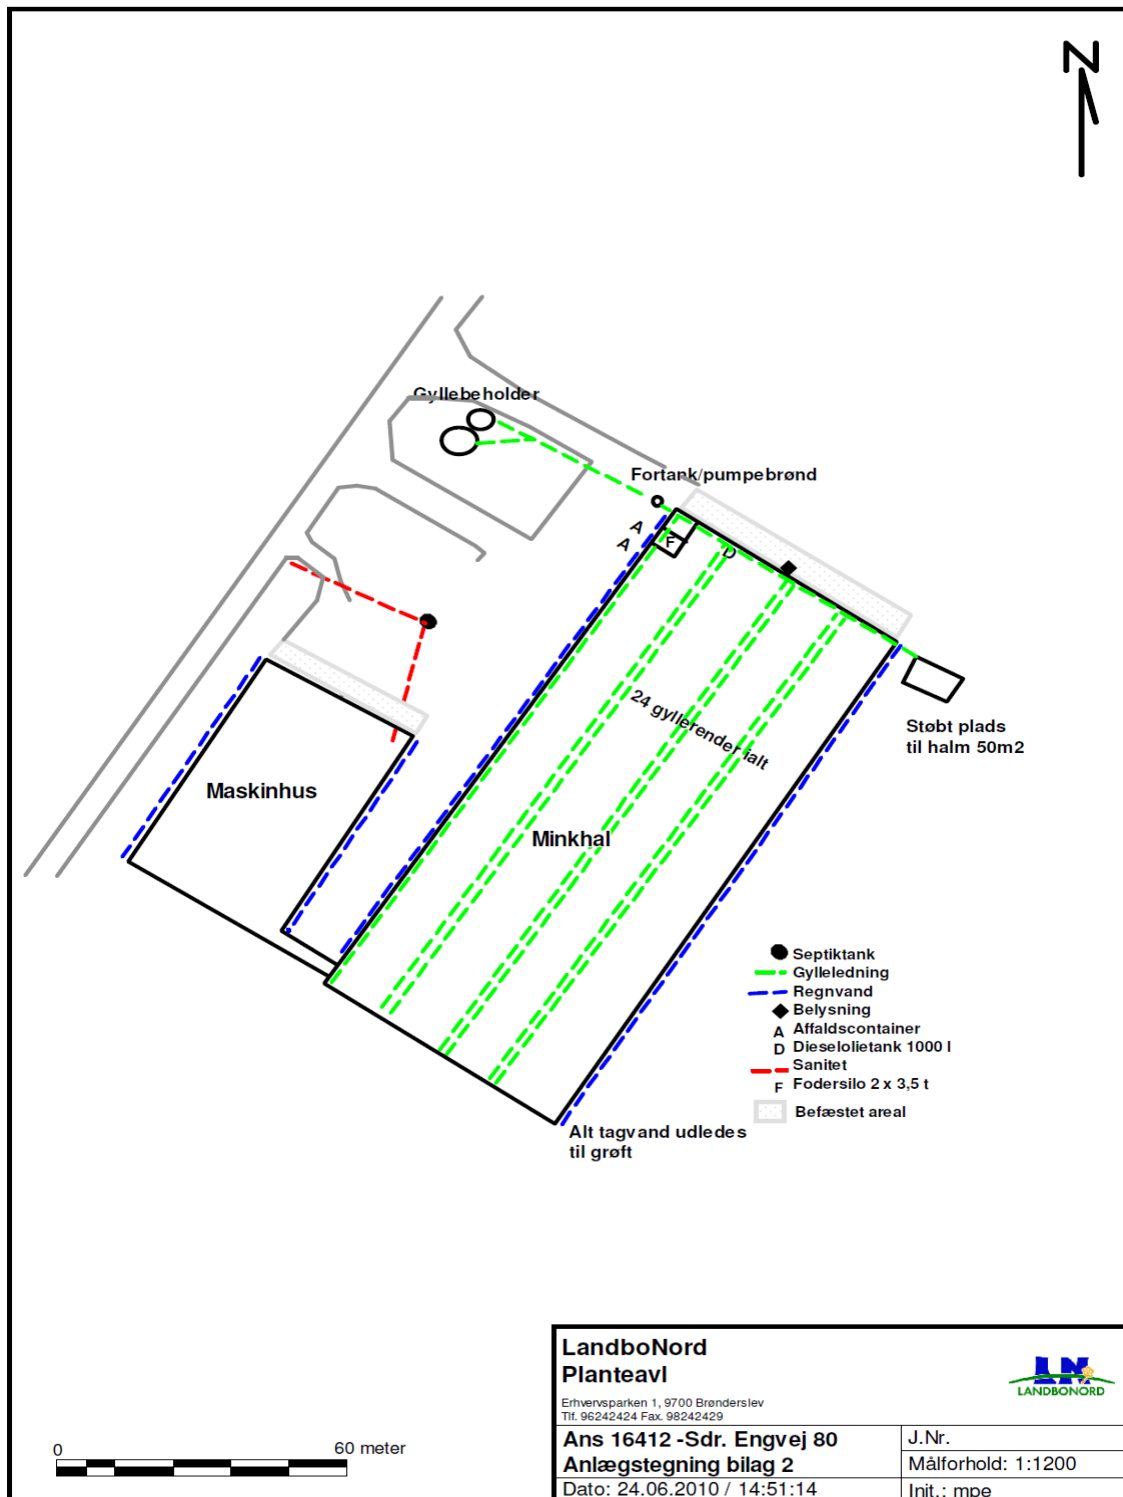 N
Gyllebeholder
Fortank/pumpebrønd
A
A
F
D
24 gyllerender ialt
Støbt plads
til halm 50m2
Maskinhus
Minkhal
Septiktank
Gylleledning
Regnvand
Belysning
A Affaldscontainer
D Dieselolietank 1000 l
Sanitet
F Fodersilo 2 x 3,5 t
Befæstet areal
Alt tagvand udledes
til grøft
0 60 meter
LandboNord
Planteavl
Erhvervsparken 1, 9700 Brønderslev
Tlf. 96242424 Fax. 98242429
LN
LANDBONORD
Ans 16412 -Sdr. Engvej 80
Anlægstegning bilag 2
J.Nr.
Målforhold: 1:1200
Dato: 24.06.2010 / 14:51:14
Init.: mpe